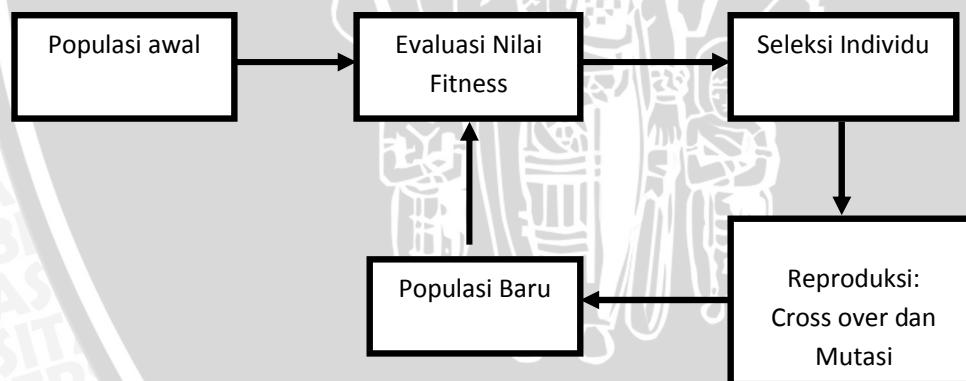 Populasi awal
Evaluasi Nilai
Fitness
Seleksi Individu
Populasi Baru
Reproduksi:
Cross over dan
Mutasi